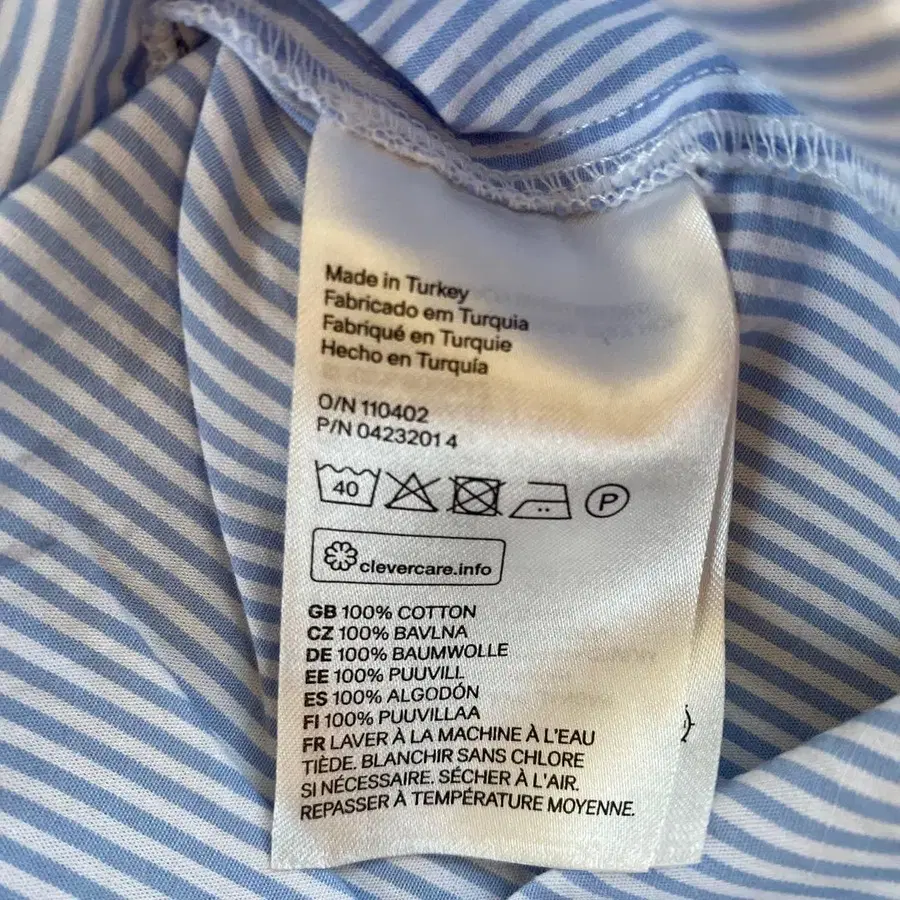 Made in Turkey
Fabricado em Turquia
Fabriqué en Turquie
Hecho en Turquía
O/N 110402
P/N 04232014
40
P
clevercare.info
GB 100% COTTON
CZ 100% BAVLNA
DE 100% BAUMWOLLE
EE 100% PUUVILL
ES 100% ALGODÓN
FI 100% PUUVILLAA
FR LAVER À LA MACHINE À L'EAU
TIÈDE. BLANCHIR SANS CHLORE
SI NÉCESSAIRE. SÉCHER À L'AIR.
REPASSER À TEMPÉRATURE MOYENNE.